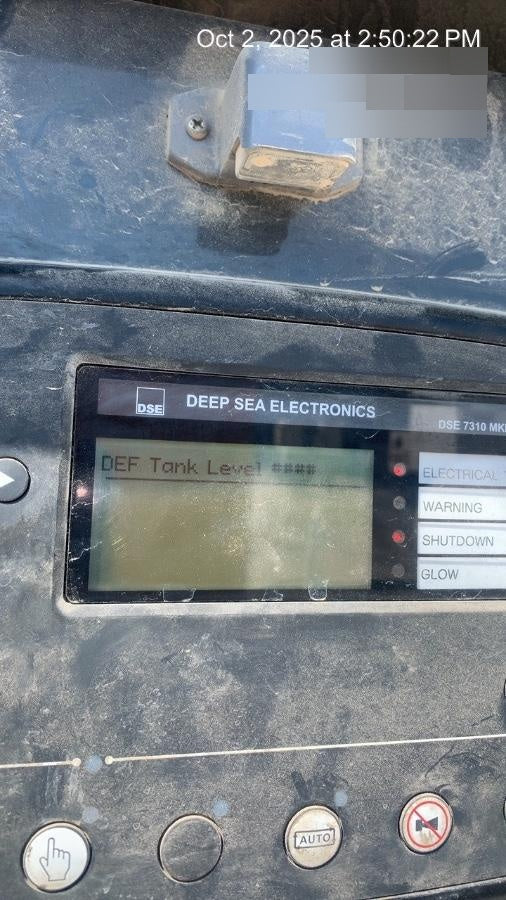 Oct 2, 2025 at 2:50:22 PM
DSE
DEEP SEA ELECTRONICS
DSE 7310
DEF Tank Level ####
ELECTRICAL
WARNING
SHUTDOWN
GLOW
AUTO